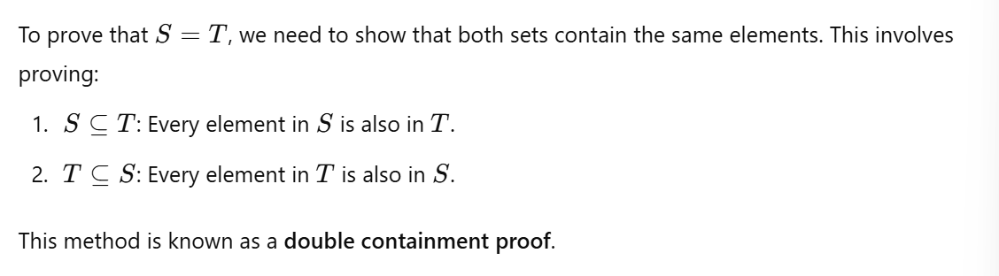 To prove that S = T, we need to show that both sets contain the same elements. This involves
proving:
1. S ⊆ T: Every element in S is also in T.
2. T ⊆ S: Every element in T is also in S.
This method is known as a double containment proof.